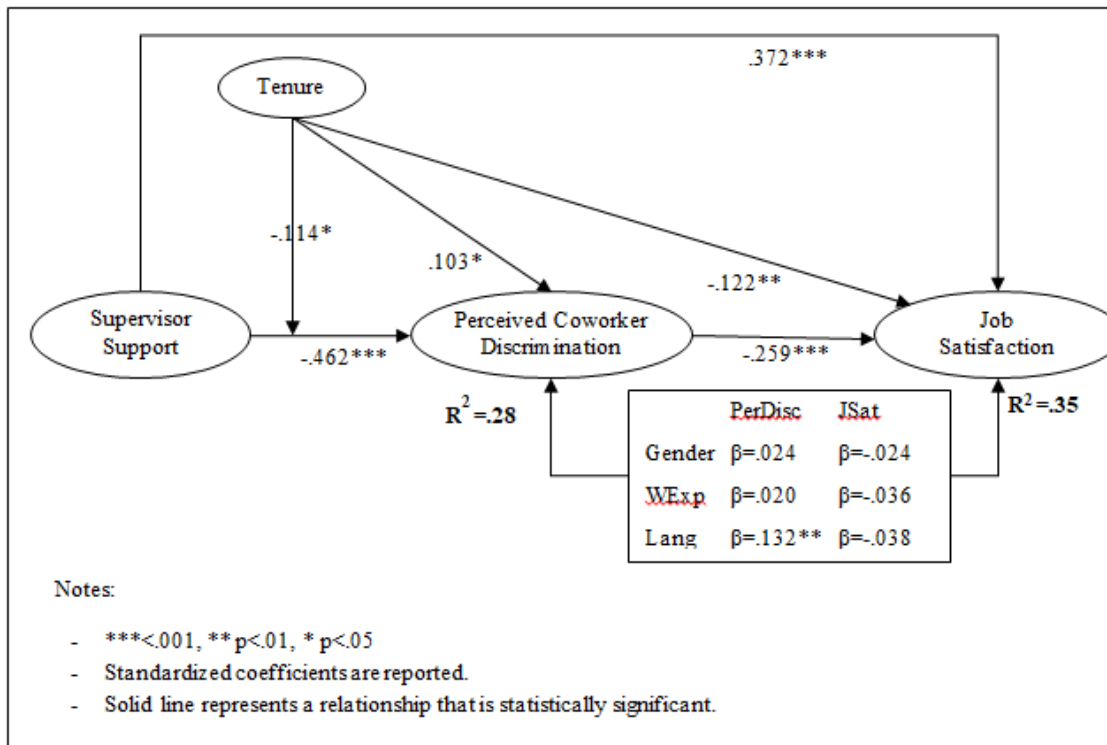 .372***
Tenure
-.114*
.103*
-.122**
Supervisor
Support
-.462***
Perceived Coworker
Discrimination
-.259***
Job
Satisfaction
R² =.28
R² =.35
PerDisc JSat
Gender β=.024 β=-.024
WExp β=.020 β=-.036
Lang β=.132** β=-.038
Notes:
- ***<.001, ** p<.01, * p<.05
- Standardized coefficients are reported.
- Solid line represents a relationship that is statistically significant.